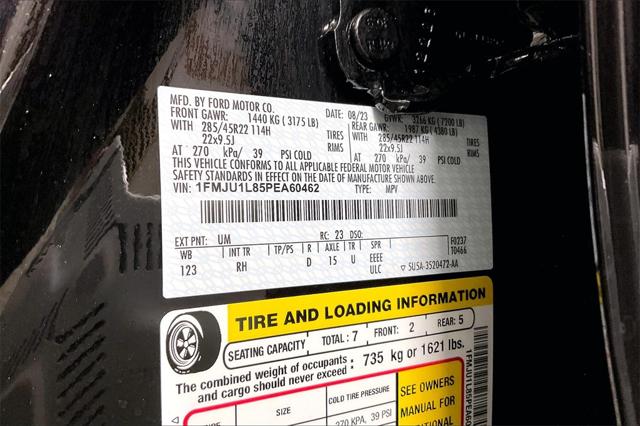 MFD. BY FORD MOTOR CO.
DATE: 08/23 GVWR: 3266 KG (7200 LB)
FRONT GAWR: 1440 KG (3175 LB) REAR GAWR: 1987 KG (4380 LB)
WITH 285/45R22 114H TIRES WITH 285/45R22 114H TIRES
22x9.5J RIMS 22x9.5J RIMS
AT 270 kPa/ 39 PSI COLD AT 270 kPa/ 39 PSI COLD
THIS VEHICLE CONFORMS TO ALL APPLICABLE FEDERAL MOTOR VEHICLE
SAFETY STANDARDS IN EFFECT ON THE DATE OF MANUFACTURE SHOWN ABOVE.
VIN: 1FMJU1L85PEA60462 TYPE: MPV
EXT PNT: UM RC: 23 DSO: F0237
WB INT TR TP/PS R AXLE TR SPR T0466
123 RH D 15 U EEEE
ULC ▽ SU5A-3520472-AA
TIRE AND LOADING INFORMATION
SEATING CAPACITY TOTAL: 7 FRONT: 2 REAR: 5
The combined weight of occupants and cargo should never exceed : 735 kg or 1621 lbs.
SIZE COLD TIRE PRESSURE SEE OWNERS
MANUAL FOR
270 KPA, 39 PSI